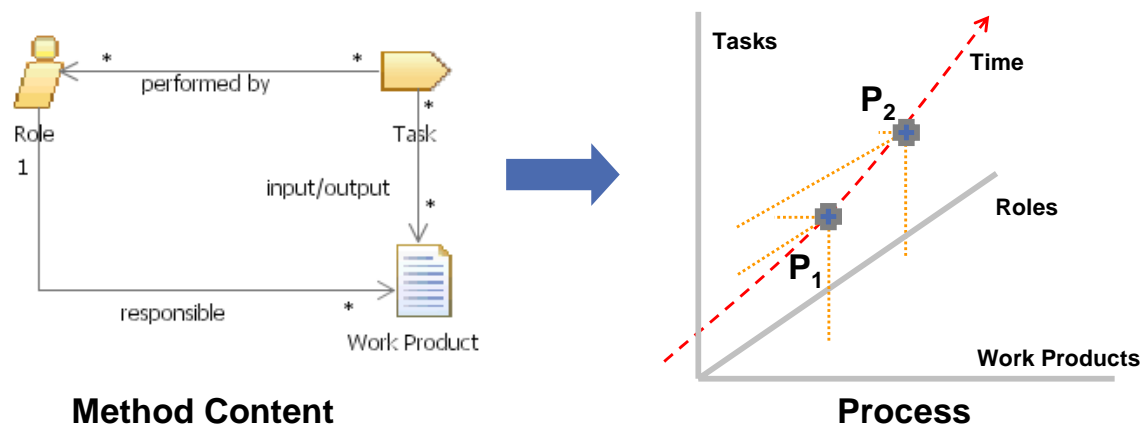 * *
performed by
Role
1
Task
*
input/output
*
responsible
*
Work Product
Method Content
Tasks
Time
P2
P1
Roles
Work Products
Process